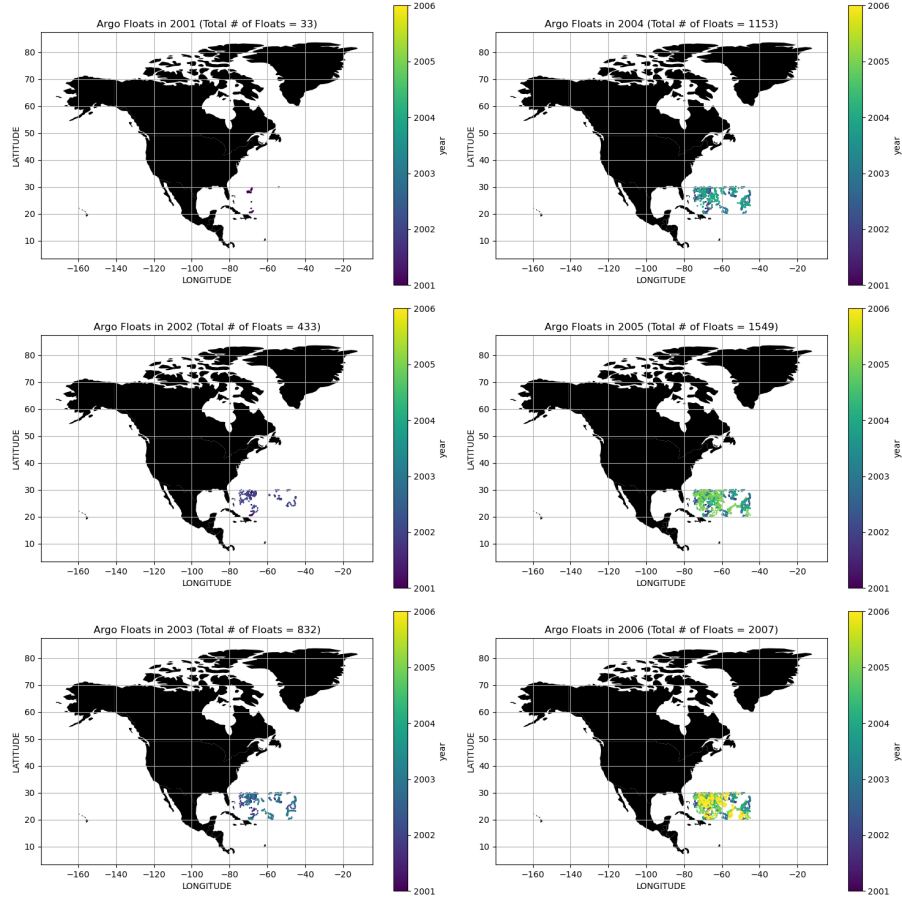 Argo Floats in 2001 (Total # of Floats = 33)
LATITUDE
80
70
60
50
40
30
20
10
−160 −140 −120 −100 −80 −60 −40 −20
LONGITUDE
2006
2005
2004
2003
2002
2001
year
Argo Floats in 2004 (Total # of Floats = 1153)
LATITUDE
80
70
60
50
40
30
20
10
−160 −140 −120 −100 −80 −60 −40 −20
LONGITUDE
2006
2005
2004
2003
2002
2001
year
Argo Floats in 2002 (Total # of Floats = 433)
LATITUDE
80
70
60
50
40
30
20
10
−160 −140 −120 −100 −80 −60 −40 −20
LONGITUDE
2006
2005
2004
2003
2002
2001
year
Argo Floats in 2005 (Total # of Floats = 1549)
LATITUDE
80
70
60
50
40
30
20
10
−160 −140 −120 −100 −80 −60 −40 −20
LONGITUDE
2006
2005
2004
2003
2002
2001
year
Argo Floats in 2003 (Total # of Floats = 832)
LATITUDE
80
70
60
50
40
30
20
10
−160 −140 −120 −100 −80 −60 −40 −20
LONGITUDE
2006
2005
2004
2003
2002
2001
year
Argo Floats in 2006 (Total # of Floats = 2007)
LATITUDE
80
70
60
50
40
30
20
10
−160 −140 −120 −100 −80 −60 −40 −20
LONGITUDE
2006
2005
2004
2003
2002
2001
year